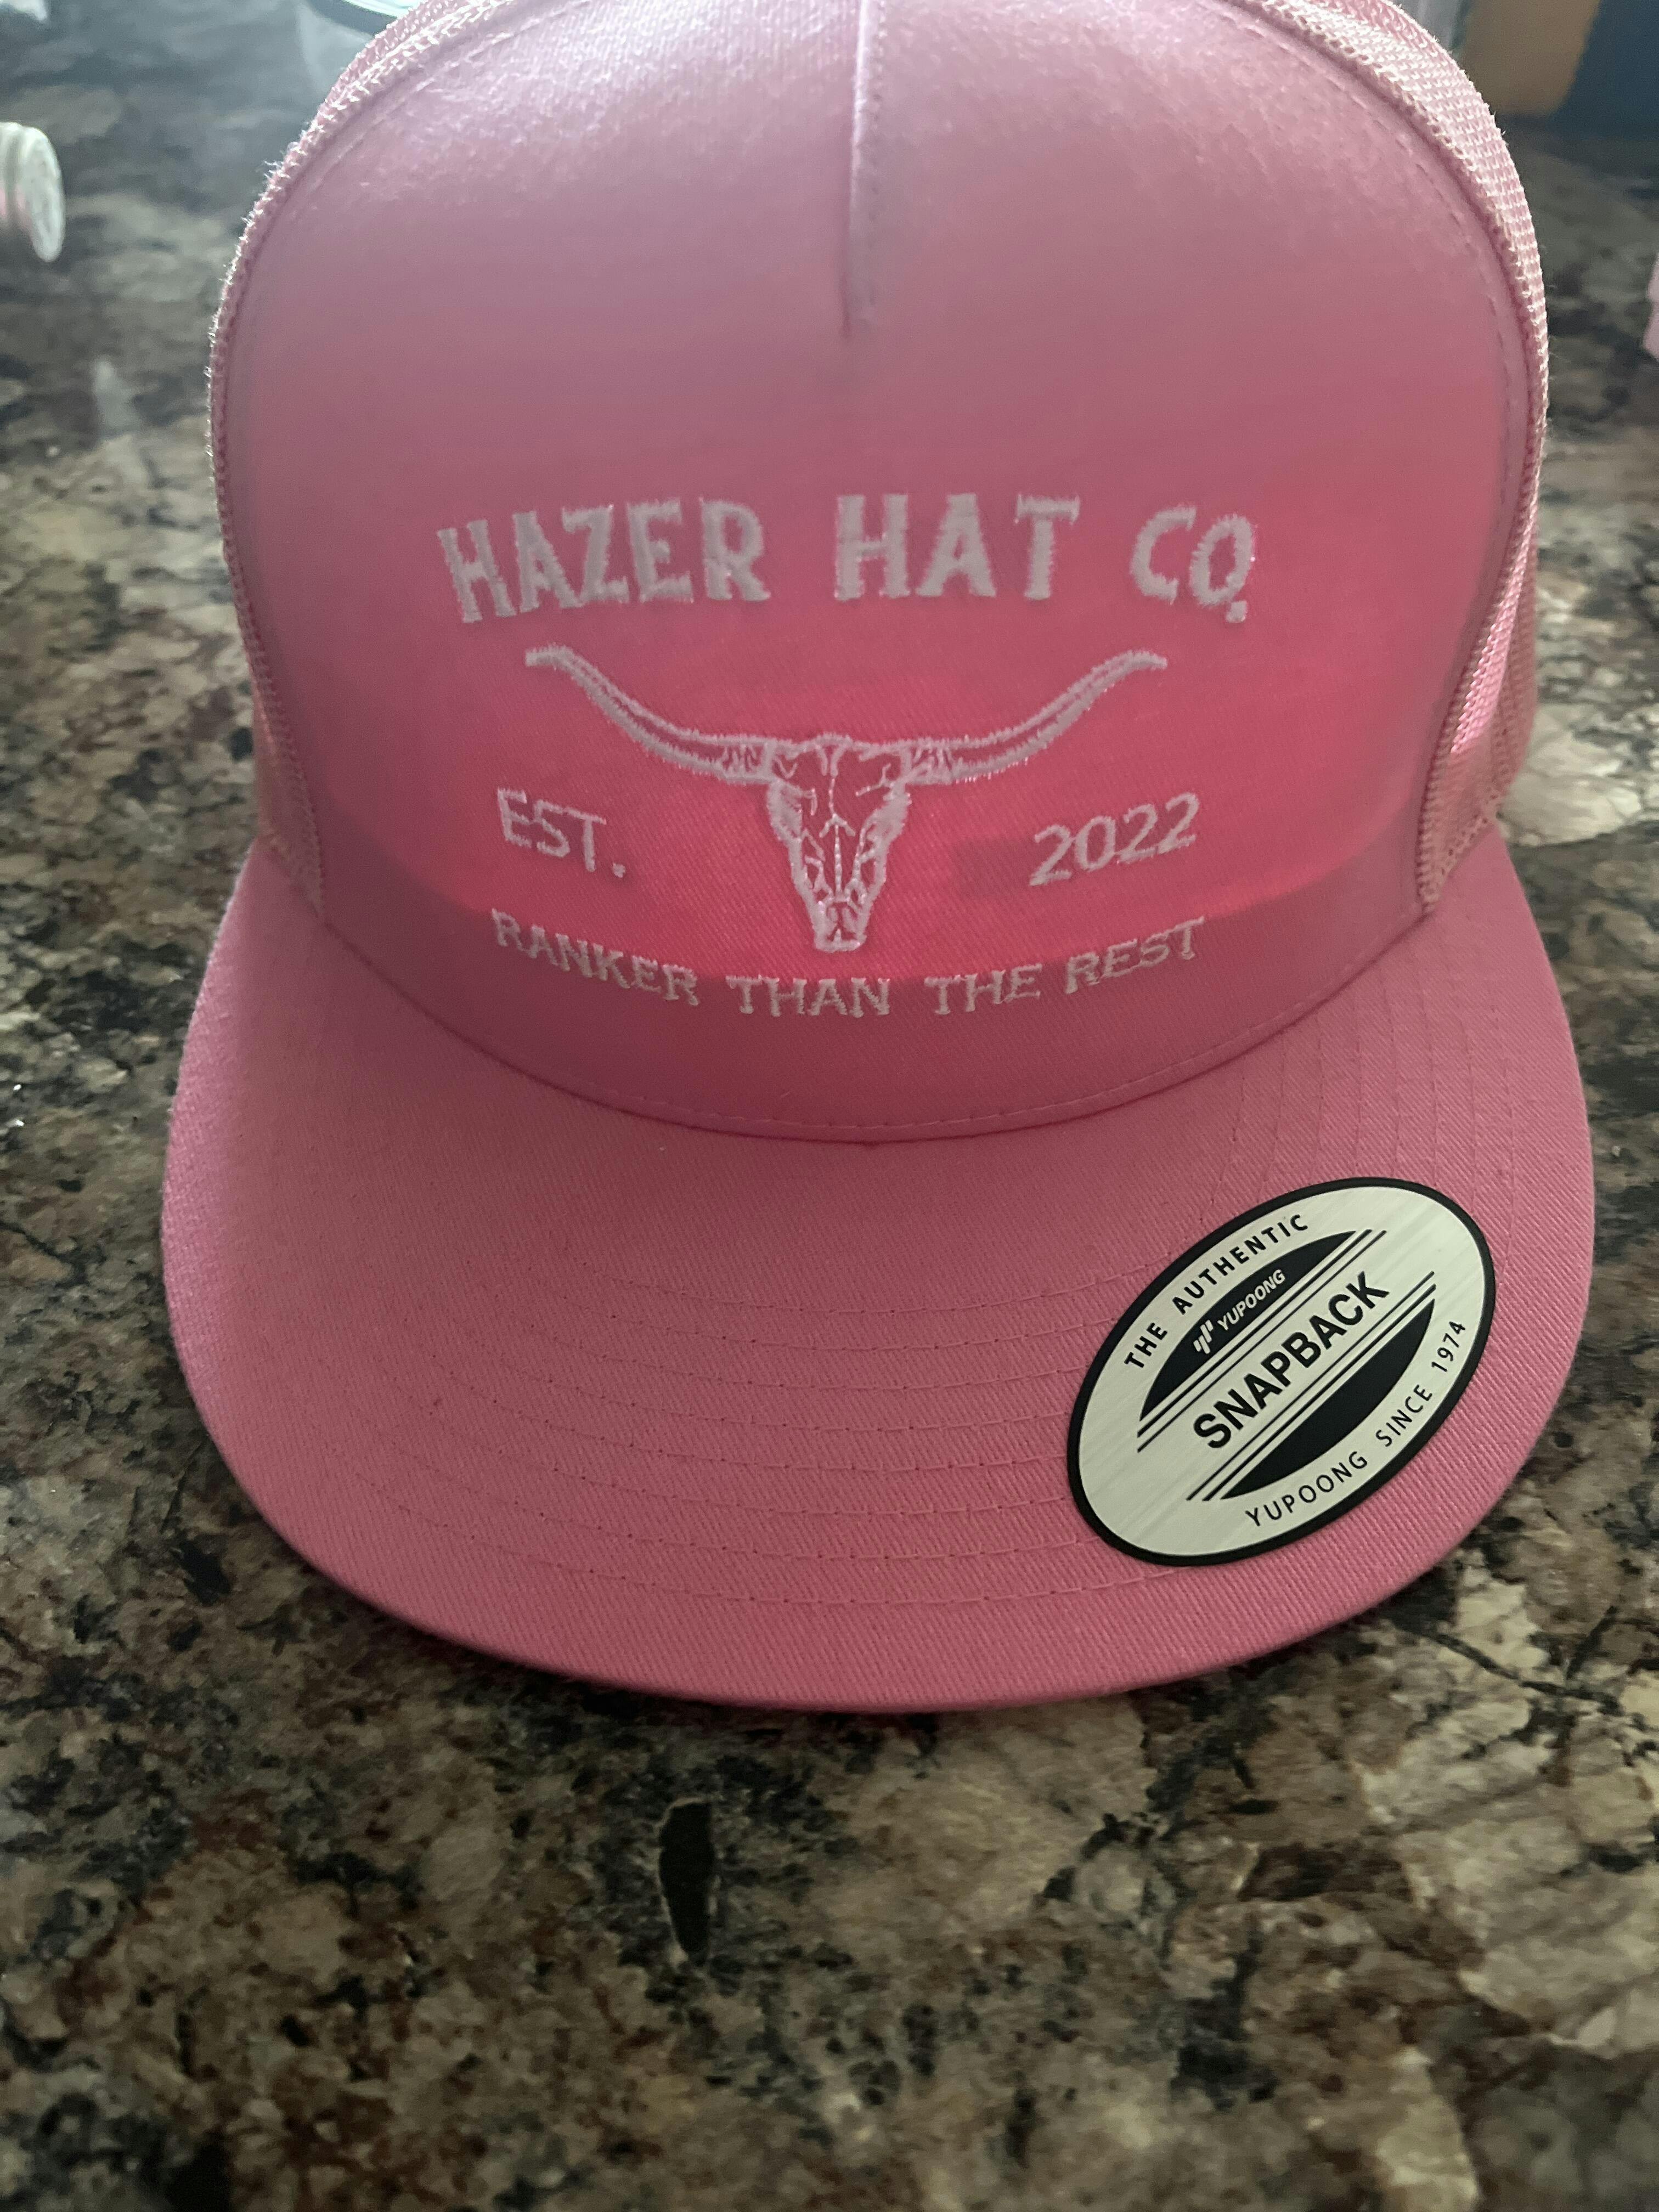 HAZER HAT CO.
EST. 2022
RANKER THAN THE REST
THE AUTHENTIC
YUPOONG
SNAPBACK
YUPOONG SINCE 1974